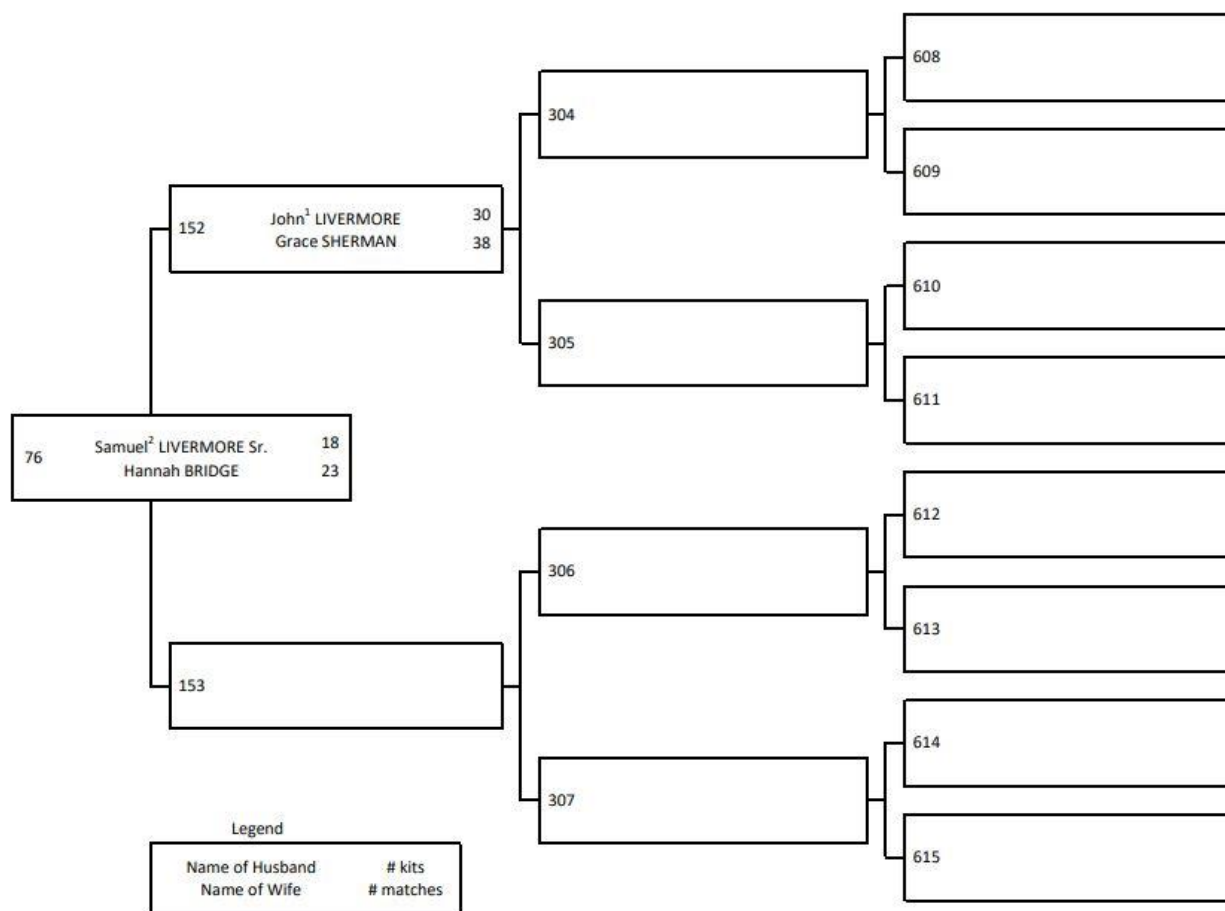 608
304
609
152 John¹ LIVERMORE 30
Grace SHERMAN 38
610
305
611
76 Samuel² LIVERMORE Sr. 18
Hannah BRIDGE 23
612
306
613
153
614
307
615
Legend
Name of Husband # kits
Name of Wife # matches